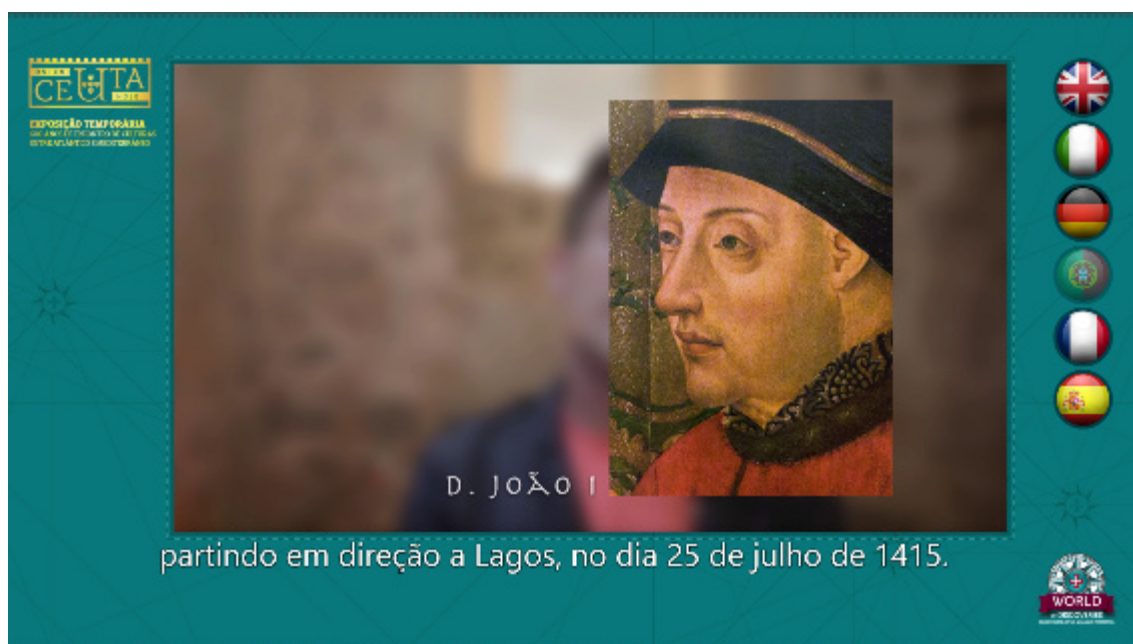 CEUTA
EXPOSIÇÃO TEMPORÁRIA
D. JOÃO I
partindo em direção a Lagos, no dia 25 de julho de 1415.
WORLD